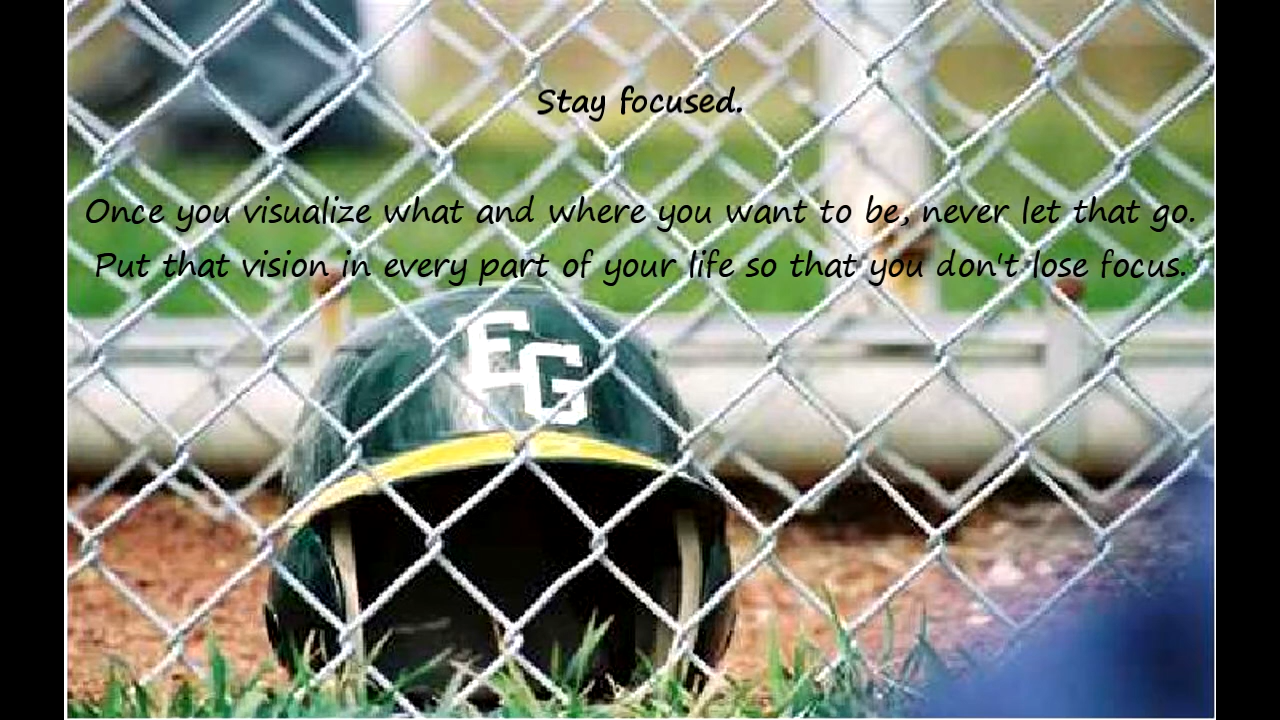 Stay focused.
Once you visualize what and where you want to be, never let that go.
Put that vision in every part of your life so that you don't lose focus.
EG